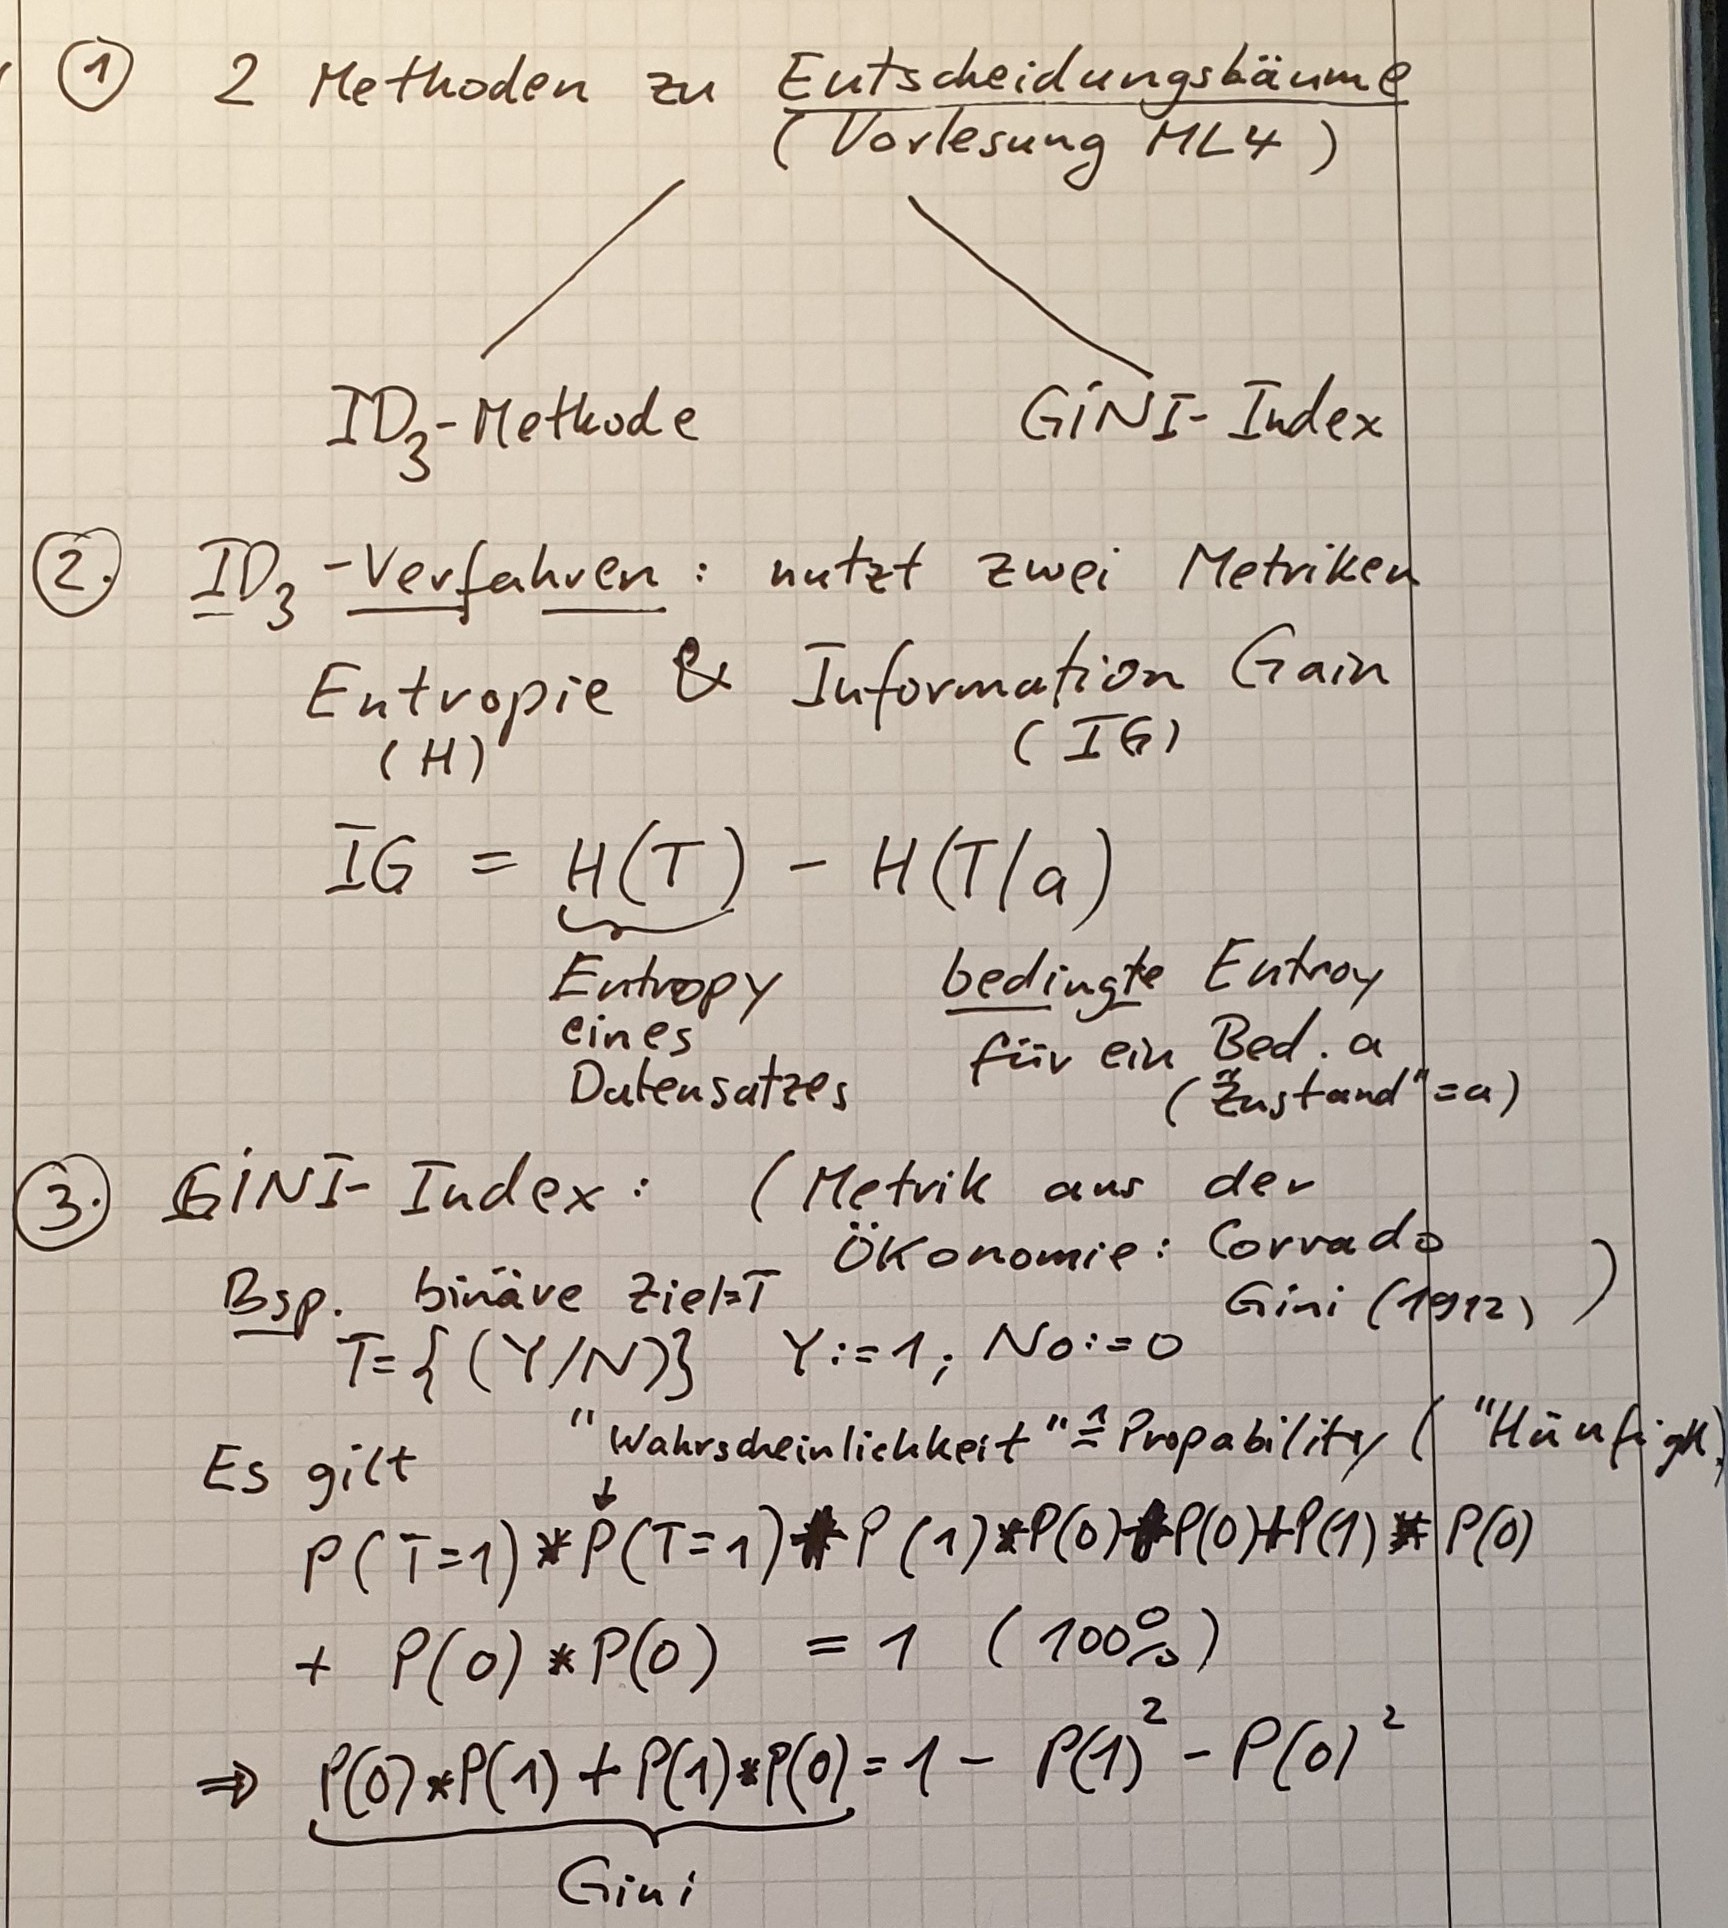 ① 2 Methoden zu Entscheidungsbäume
(Vorlesung ML4)
ID3-Methode GiNI-Index
②. ID3-Verfahren: nutzt zwei Metriken
Entropie & Information Gain
(H) (IG)
IG = H(T) - H(T/a)
Entropy bedingte Entroy
eines für ein Bed. a
Datensatzes ("Zustand"=a)
③. GiNI-Index: (Metrik aus der
Ökonomie: Corrado
Bsp. binäre Ziel=T Gini (1912))
T={(Y/N)} Y:=1; No:=0
"Wahrscheinlichkeit"≙Propability ("Häufigk.
Es gilt
P(T=1)*P(T=1) P(1)*P(0) P(0)+P(1)*P(0)
+ P(0)*P(0) = 1 (100%)
⇒ P(0)*P(1)+P(1)*P(0)=1- P(1)² - P(0)²
Gini